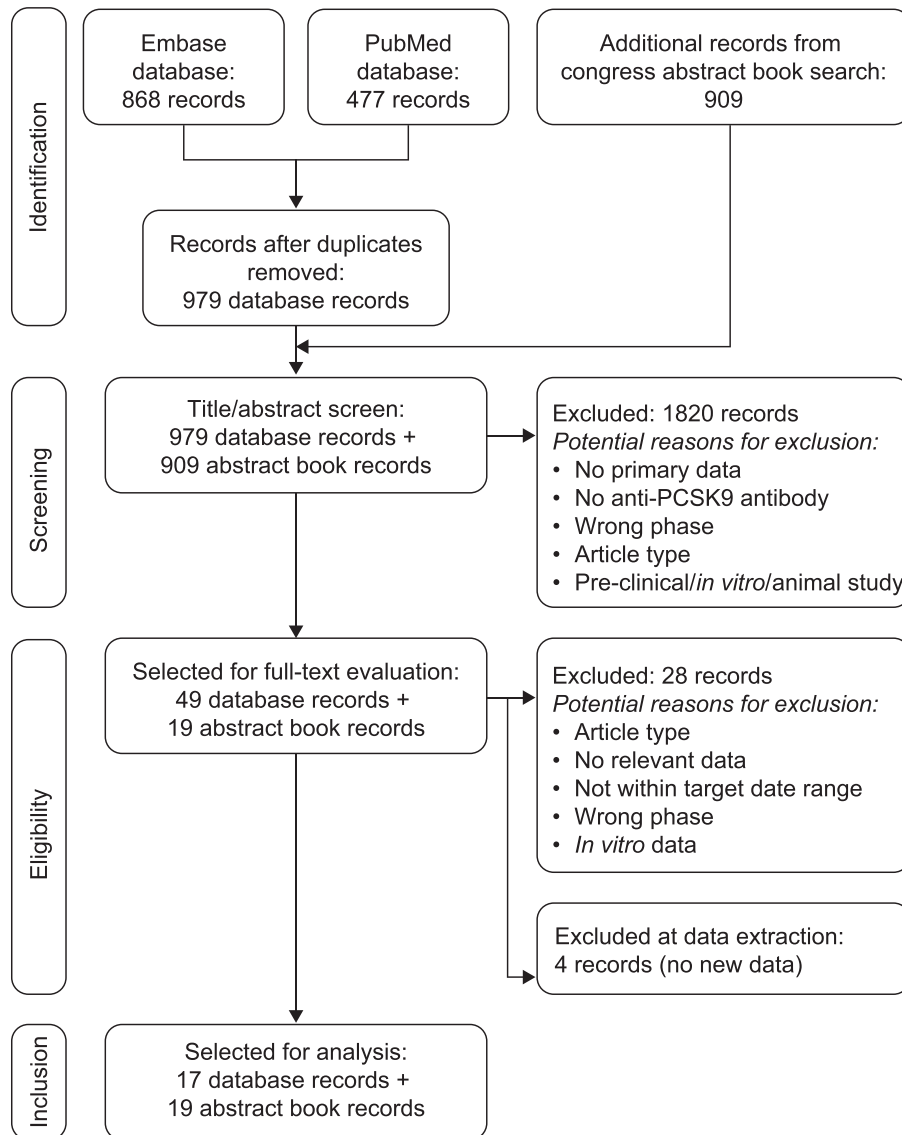 Identification
Embase
database:
868 records
PubMed
database:
477 records
Additional records from
congress abstract book search:
909
Records after duplicates
removed:
979 database records
Screening
Title/abstract screen:
979 database records +
909 abstract book records
Excluded: 1820 records
Potential reasons for exclusion:
• No primary data
• No anti-PCSK9 antibody
• Wrong phase
• Article type
• Pre-clinical/in vitro/animal study
Eligibility
Selected for full-text evaluation:
49 database records +
19 abstract book records
Excluded: 28 records
Potential reasons for exclusion:
• Article type
• No relevant data
• Not within target date range
• Wrong phase
• In vitro data
Excluded at data extraction:
4 records (no new data)
Inclusion
Selected for analysis:
17 database records +
19 abstract book records